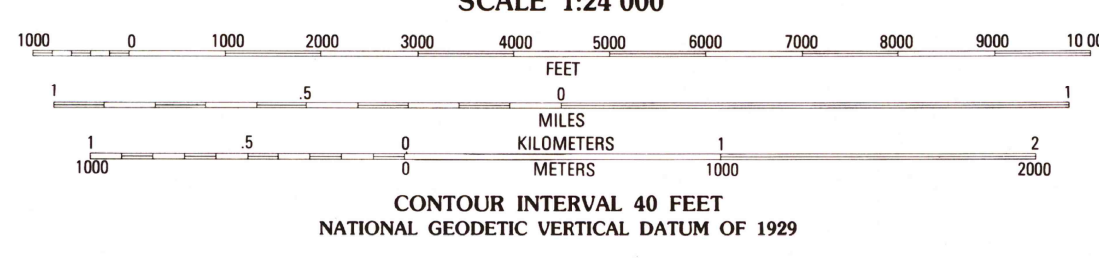 SCALE 1:24 000
1000 0 1000 2000 3000 4000 5000 6000 7000 8000 9000
FEET
1 .5 0 1
MILES
1 .5 0 KILOMETERS 1 2
1000 0 METERS 1000 2000
CONTOUR INTERVAL 40 FEET
NATIONAL GEODETIC VERTICAL DATUM OF 1929